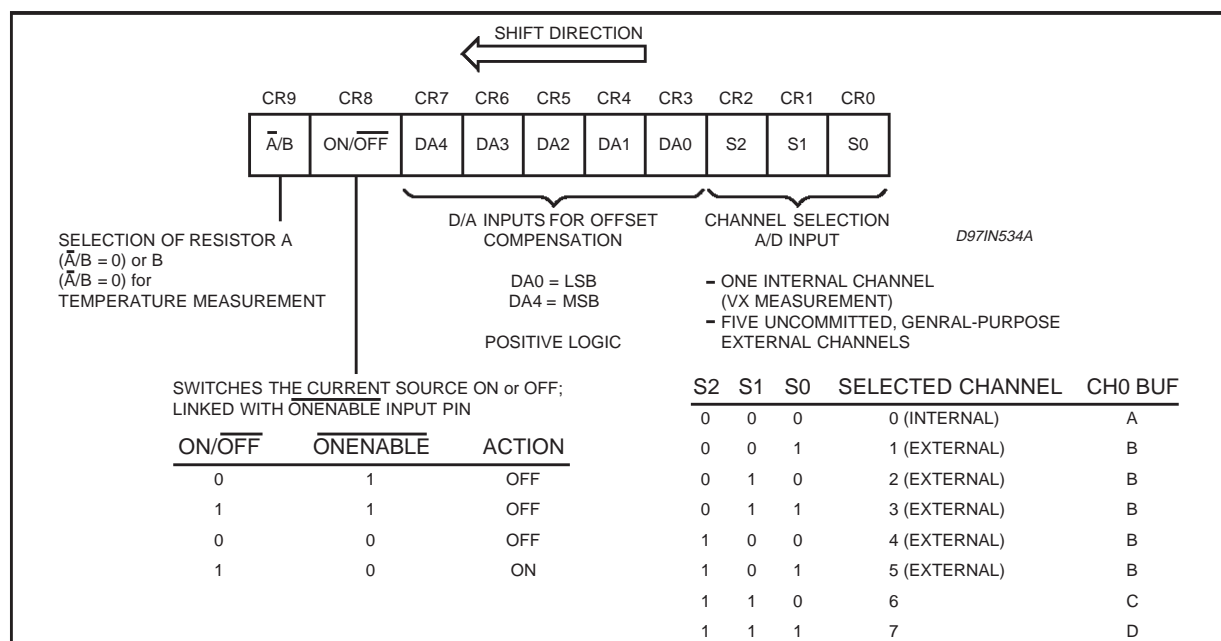 SHIFT DIRECTION
CR9 CR8 CR7 CR6 CR5 CR4 CR3 CR2 CR1 CR0
A̅/B ON/O̅F̅F̅ DA4 DA3 DA2 DA1 DA0 S2 S1 S0
SELECTION OF RESISTOR A
(A̅/B = 0) or B
(A̅/B = 0) for
TEMPERATURE MEASUREMENT
D/A INPUTS FOR OFFSET
COMPENSATION
DA0 = LSB
DA4 = MSB
POSITIVE LOGIC
CHANNEL SELECTION
A/D INPUT
D97IN534A
– ONE INTERNAL CHANNEL
(VX MEASUREMENT)
– FIVE UNCOMMITTED, GENRAL-PURPOSE
EXTERNAL CHANNELS
SWITCHES THE CURRENT SOURCE ON or OFF;
LINKED WITH O̅N̅E̅N̅A̅B̅L̅E̅ INPUT PIN
ON/O̅F̅F̅ O̅N̅E̅N̅A̅B̅L̅E̅ ACTION
0 1 OFF
1 1 OFF
0 0 OFF
1 0 ON
S2 S1 S0 SELECTED CHANNEL CH0 BUF
0 0 0 0 (INTERNAL) A
0 0 1 1 (EXTERNAL) B
0 1 0 2 (EXTERNAL) B
0 1 1 3 (EXTERNAL) B
1 0 0 4 (EXTERNAL) B
1 0 1 5 (EXTERNAL) B
1 1 0 6 C
1 1 1 7 D